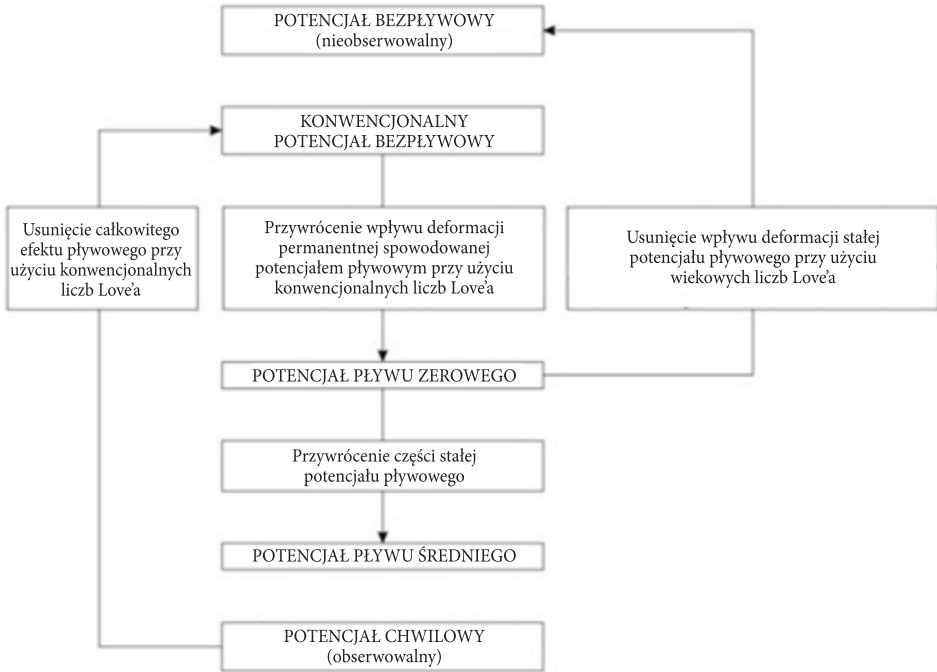 POTENCJAŁ BEZPŁYWOWY
(nieobserwowalny)
KONWENCJONALNY
POTENCJAŁ BEZPŁYWOWY
Usunięcie całkowitego
efektu pływowego przy
użyciu konwencjonalnych
liczb Love’a
Przywrócenie wpływu deformacji
permanentnej spowodowanej
potencjałem pływowym przy użyciu
konwencjonalnych liczb Love’a
Usunięcie wpływu deformacji stałej
potencjału pływowego przy użyciu
wiekowych liczb Love’a
POTENCJAŁ PŁYWU ZEROWEGO
Przywrócenie części stałej
potencjału pływowego
POTENCJAŁ PŁYWU ŚREDNIEGO
POTENCJAŁ CHWILOWY
(obserwowalny)